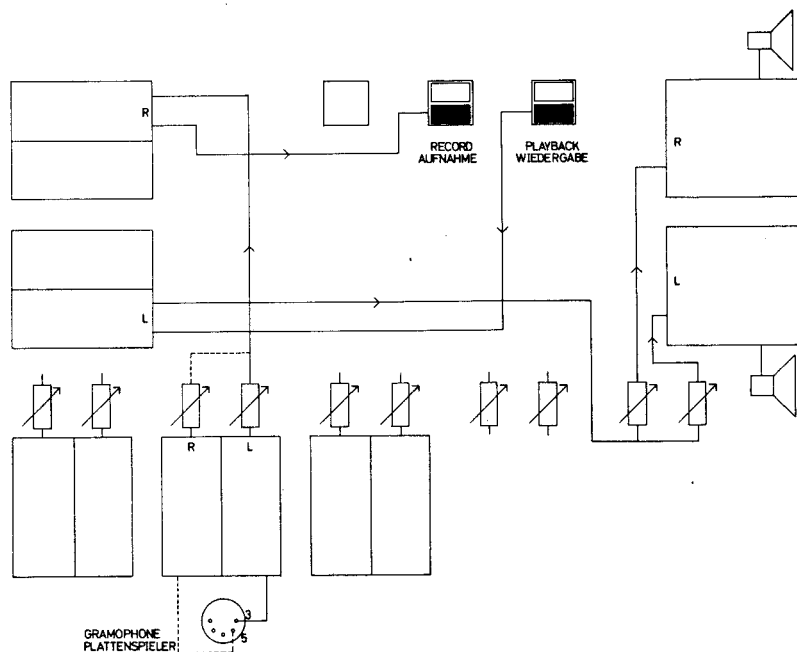 R
RECORD
AUFNAHME
PLAYBACK
WIEDERGABE
R
L
L
R L
3
5
GRAMOPHONE
PLATTENSPIELER